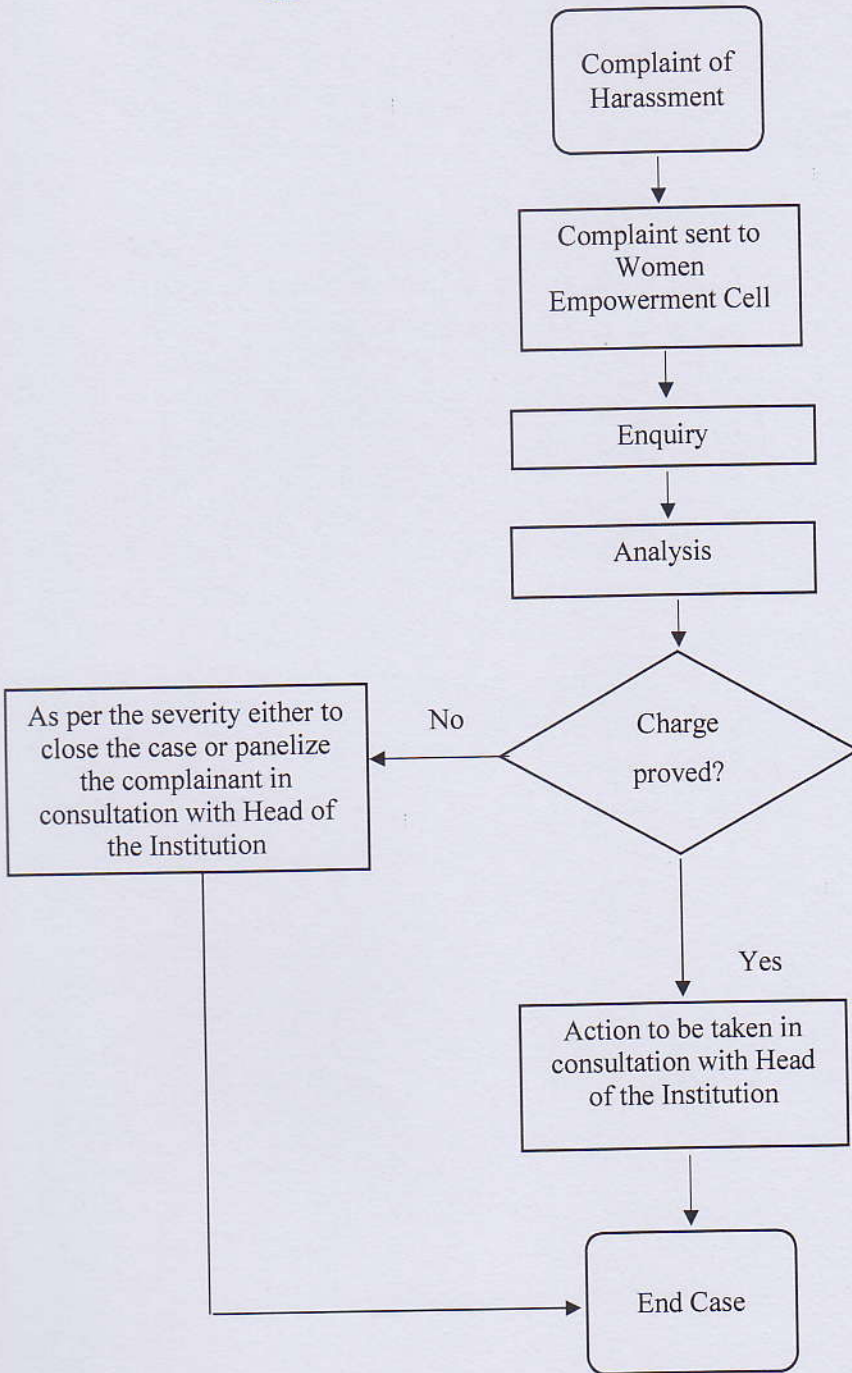 Complaint of
Harassment
Complaint sent to
Women
Empowerment Cell
Enquiry
Analysis
Charge
proved?
No
As per the severity either to
close the case or panelize
the complainant in
consultation with Head of
the Institution
Yes
Action to be taken in
consultation with Head
of the Institution
End Case